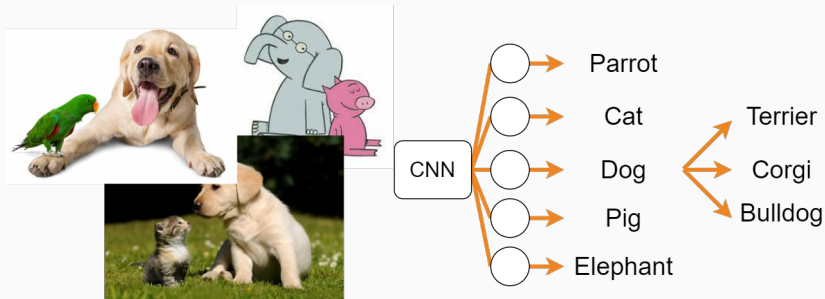 CNN
Parrot
Cat
Dog
Pig
Elephant
Terrier
Corgi
Bulldog